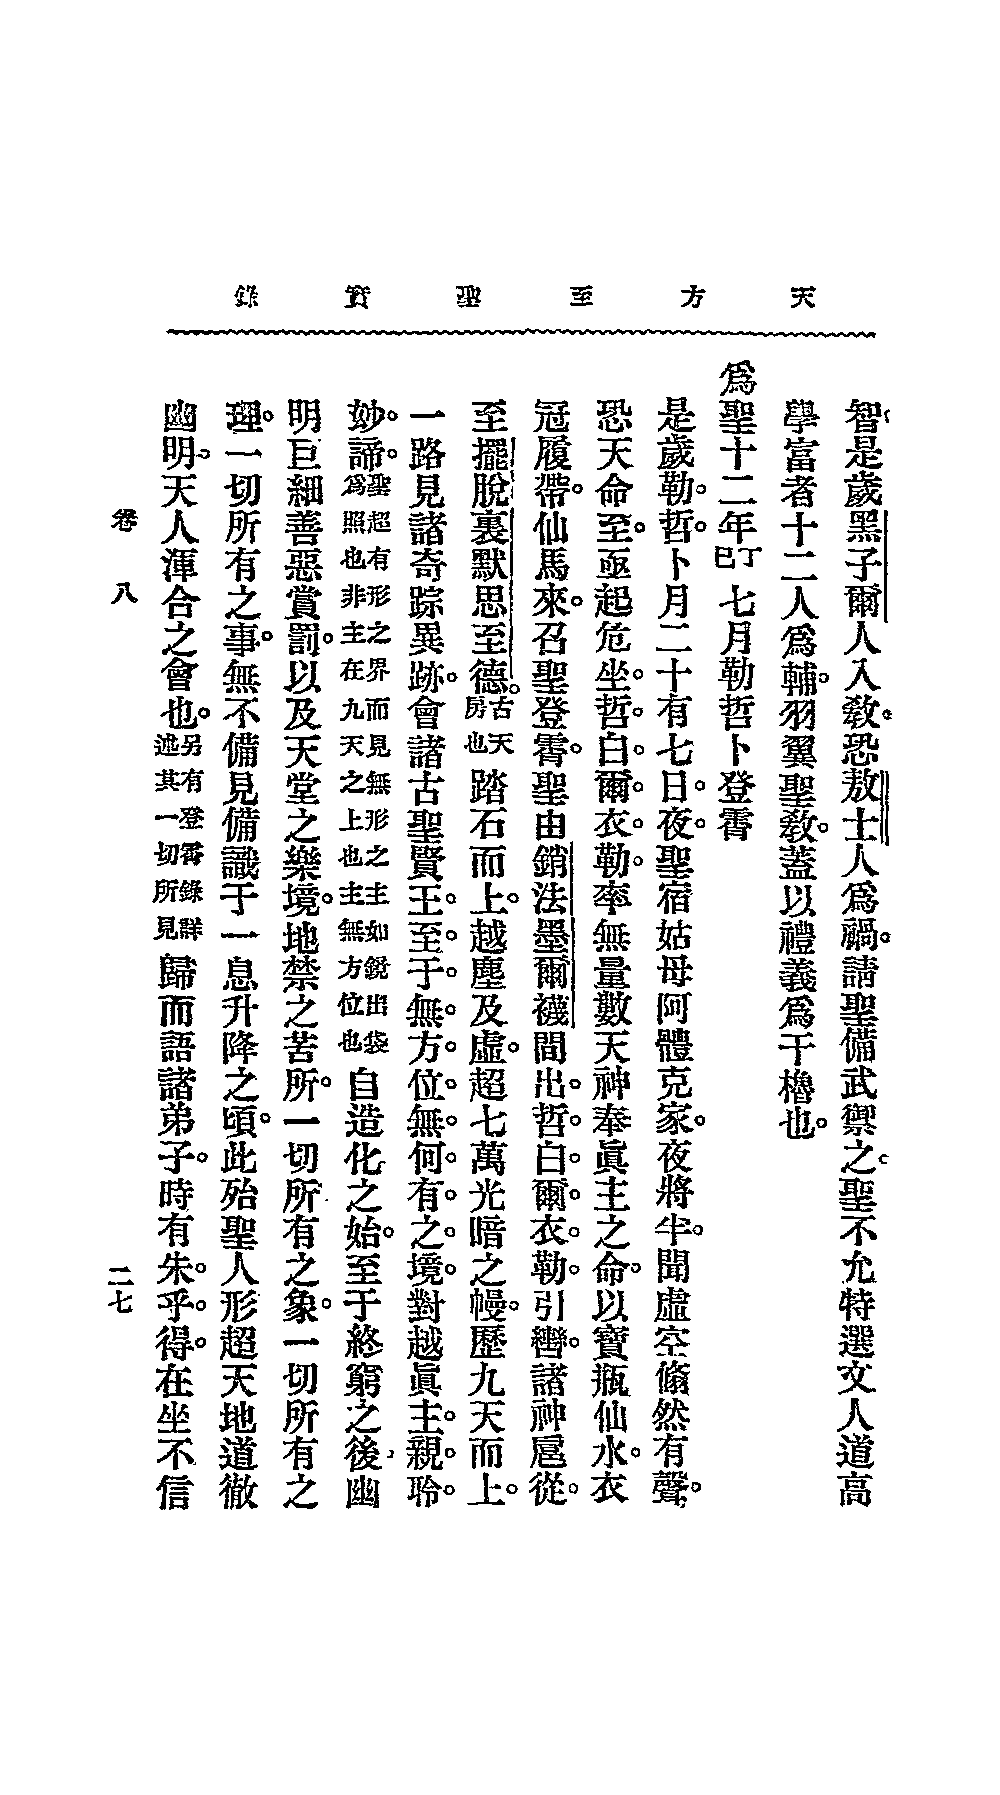 天方至聖實錄
智。是歲黑子爾人入敎。恐敖士人爲禍。請聖備武禦之。聖不允特選文人道高
學富者十二人爲輔。羽翼聖敎。蓋以禮義爲干櫓也。
爲聖十二年丁巳七月勒哲卜登霄
是歲勒。哲。卜月二十有七日。夜。聖宿姑母阿體克家。夜將半。聞虛空翛然有聲。
恐天命至。亟起危坐。哲。白。爾。衣。勒率無量數天神奉眞主之命。以寶瓶仙水。衣
冠履帶。仙馬來。召聖登霄。聖由銷法墨爾襪間出。哲。白。爾。衣。勒。引轡。諸神扈從。
至擺脫裏默思至德。古天房也踏石而上。越塵及虛。超七萬光暗之幔。歷九天而上。
一路見諸奇踪異跡。會諸古聖賢王。至。于。無。方。位。無。何。有。之。境。對越眞主。親。聆。
妙。諦。聖超有形之界而見無形之主如鋭出袋爲照也非主在九天之上也主無方位也自造化之始。至于終窮之後。幽
明巨細善惡賞罰。以及天堂之樂境。地禁之苦所。一切所有之象。一切所有之
理。一切所有之事。無不備見備識于一息升降之頃。此殆聖人形超天地道徹
幽明。天人渾合之會也。另有登霄錄詳述其一切所見歸而語諸弟子。時有朱。乎。得。在坐不信
卷八
二七